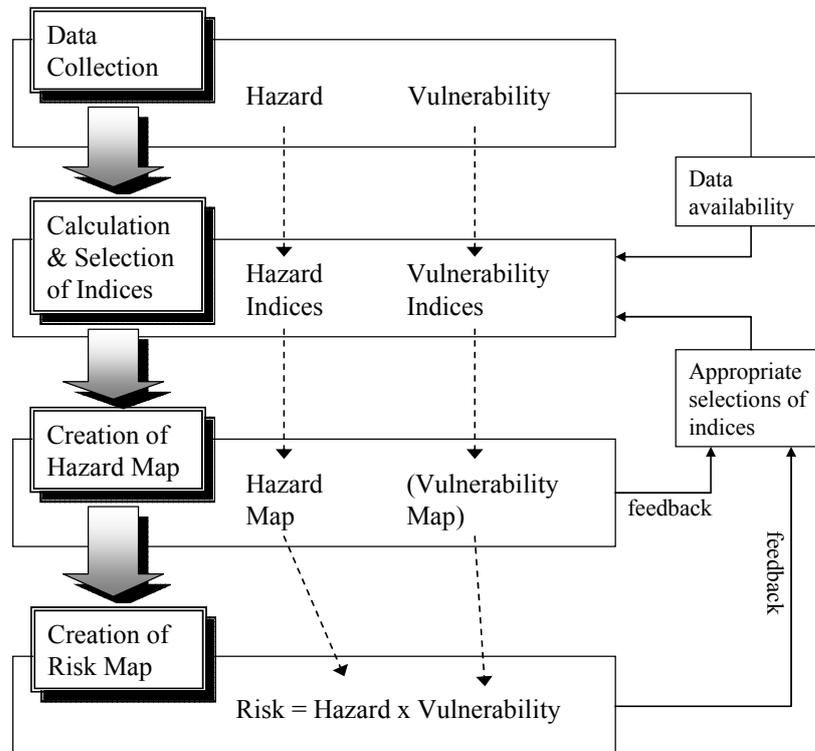 Data
Collection
Hazard
Vulnerability
Data
availability
Calculation
& Selection
of Indices
Hazard
Indices
Vulnerability
Indices
Appropriate
selections of
indices
Creation of
Hazard Map
Hazard
Map
(Vulnerability
Map)
feedback
feedback
Creation of
Risk Map
Risk = Hazard x Vulnerability